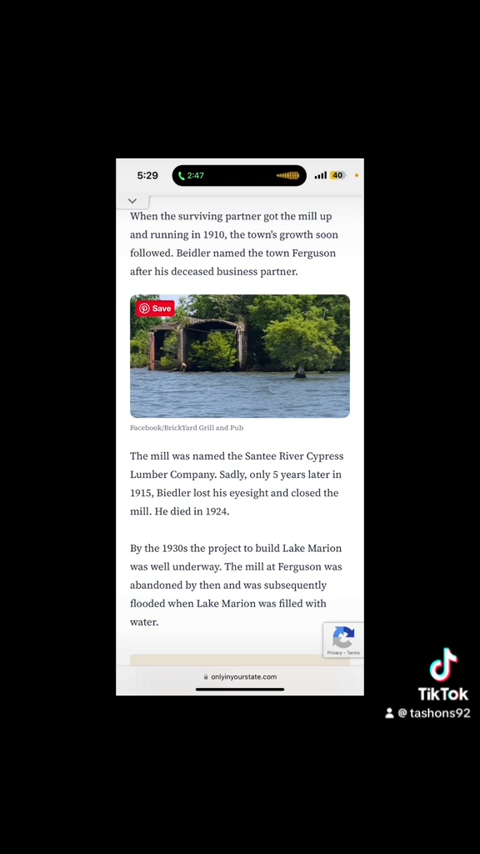 5:29
2:47
40
When the surviving partner got the mill up
and running in 1910, the town's growth soon
followed. Beidler named the town Ferguson
after his deceased business partner.
Save
Facebook/BrickYard Grill and Pub
The mill was named the Santee River Cypress
Lumber Company. Sadly, only 5 years later in
1915, Biedler lost his eyesight and closed the
mill. He died in 1924.
By the 1930s the project to build Lake Marion
was well underway. The mill at Ferguson was
abandoned by then and was subsequently
flooded when Lake Marion was filled with
water.
Privacy - Terms
onlyinyourstate.com
TikTok
@tashons92